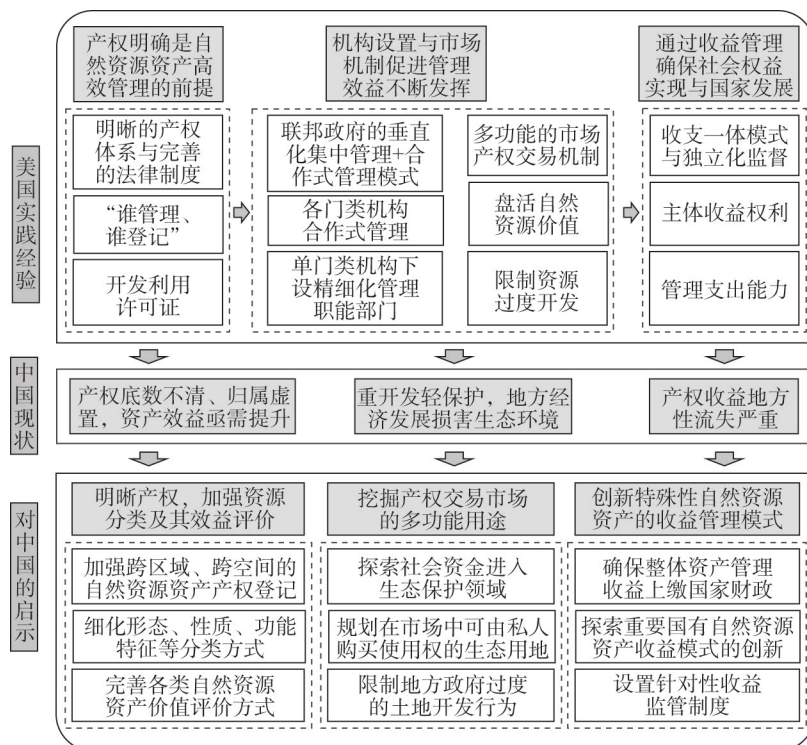 美国实践经验
产权明确是自
然资源资产高
效管理的前提
明晰的产权
体系与完善
的法律制度
“谁管理、
谁登记”
开发利用
许可证
机构设置与市场
机制促进管理
效益不断发挥
联邦政府的垂直
化集中管理+合
作式管理模式
各门类机构
合作式管理
单门类机构下
设精细化管理
职能部门
多功能的市场
产权交易机制
盘活自然
资源价值
限制资源
过度开发
通过收益管理
确保社会权益
实现与国家发展
收支一体模式
与独立化监督
主体收益权利
管理支出能力
中国现状
产权底数不清、归属虚
置，资产效益亟需提升
重开发轻保护，地方经
济发展损害生态环境
产权收益地方
性流失严重
对中国的启示
明晰产权，加强资源
分类及其效益评价
加强跨区域、跨空间的
自然资源资产产权登记
细化形态、性质、功能
特征等分类方式
完善各类自然资源
资产价值评价方式
挖掘产权交易市场
的多功能用途
探索社会资金进入
生态保护领域
规划在市场中可由私人
购买使用权的生态用地
限制地方政府过度
的土地开发行为
创新特殊性自然资源
资产的收益管理模式
确保整体资产管理
收益上缴国家财政
探索重要国有自然资源
资产收益模式的创新
设置针对性收益
监管制度